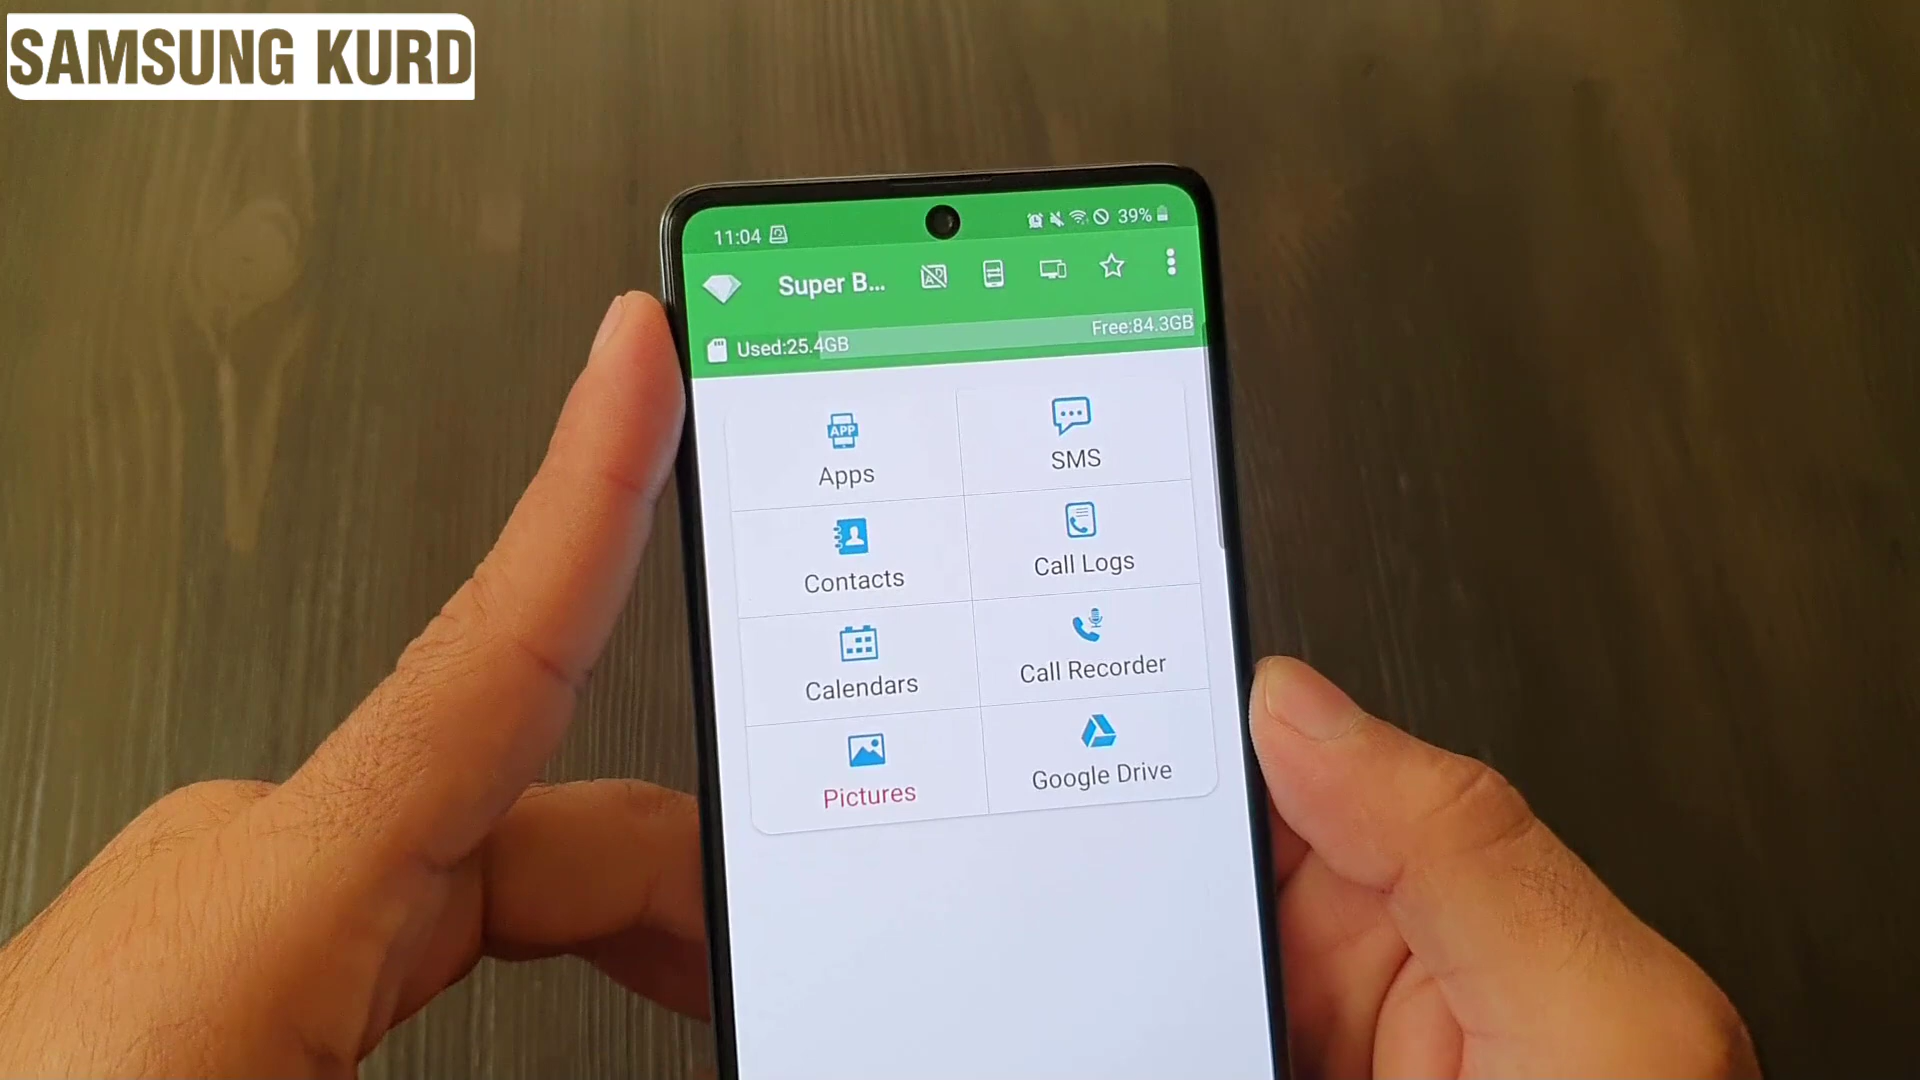 SAMSUNG KURD
11:04
39%
Super B...
AD
Used:25.4GB
Free:84.3GB
APP
Apps
SMS
Contacts
Call Logs
Calendars
Call Recorder
Pictures
Google Drive